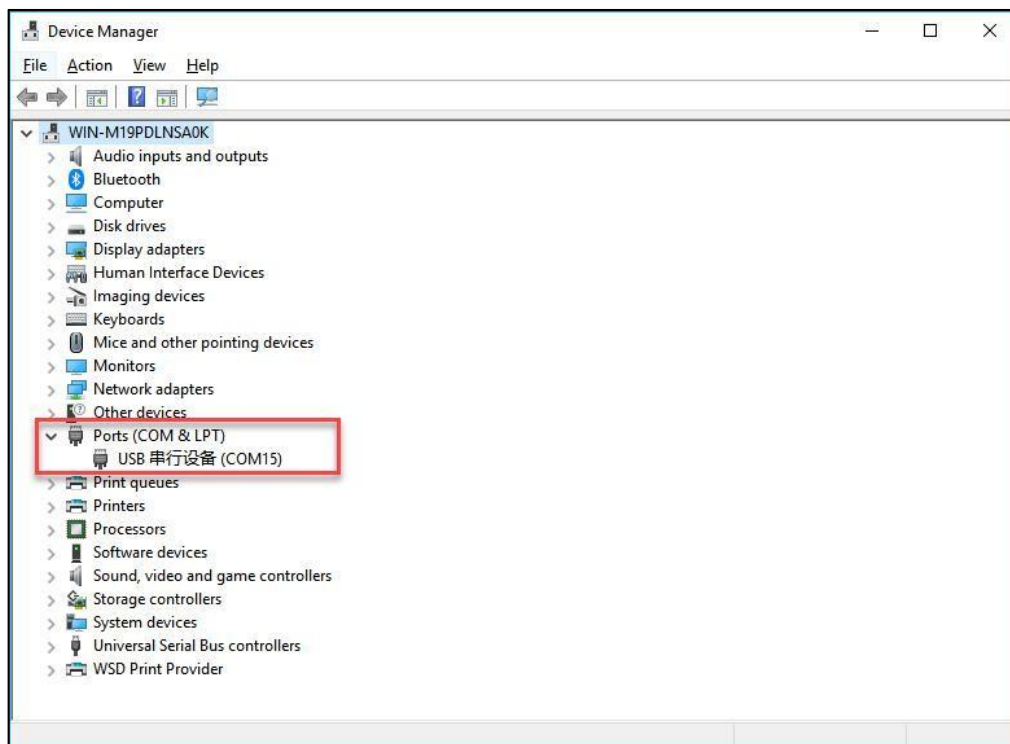 Device Manager
File Action View Help
WIN-M19PDLNSA0K
Audio inputs and outputs
Bluetooth
Computer
Disk drives
Display adapters
Human Interface Devices
Imaging devices
Keyboards
Mice and other pointing devices
Monitors
Network adapters
Other devices
Ports (COM & LPT)
USB 串行设备 (COM15)
Print queues
Printers
Processors
Software devices
Sound, video and game controllers
Storage controllers
System devices
Universal Serial Bus controllers
WSD Print Provider